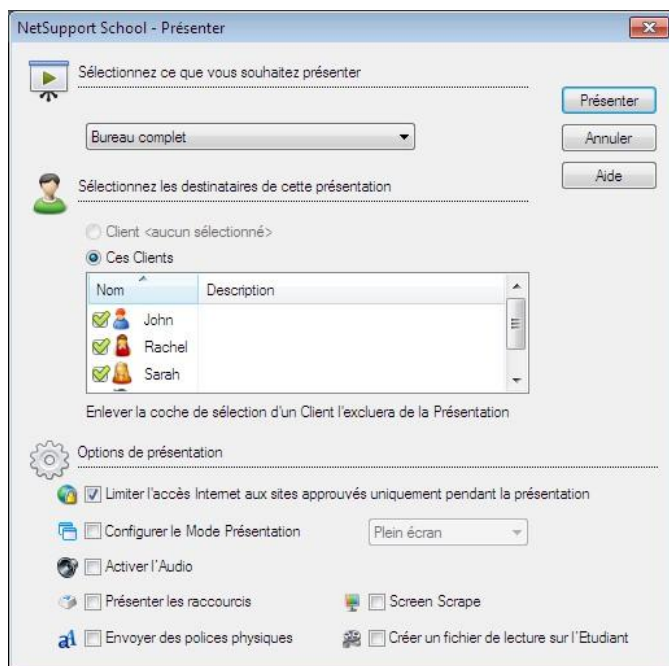 NetSupport School - Présenter
Sélectionnez ce que vous souhaitez présenter
Présenter
Bureau complet
Annuler
Aide
Sélectionnez les destinataires de cette présentation
Client <aucun sélectionné>
Ces Clients
Nom Description
John
Rachel
Sarah
Enlever la coche de sélection d'un Client l'excluera de la Présentation
Options de présentation
Limiter l'accès Internet aux sites approuvés uniquement pendant la présentation
Configurer le Mode Présentation Plein écran
Activer l'Audio
Présenter les raccourcis Screen Scrape
Envoyer des polices physiques Créer un fichier de lecture sur l'Etudiant